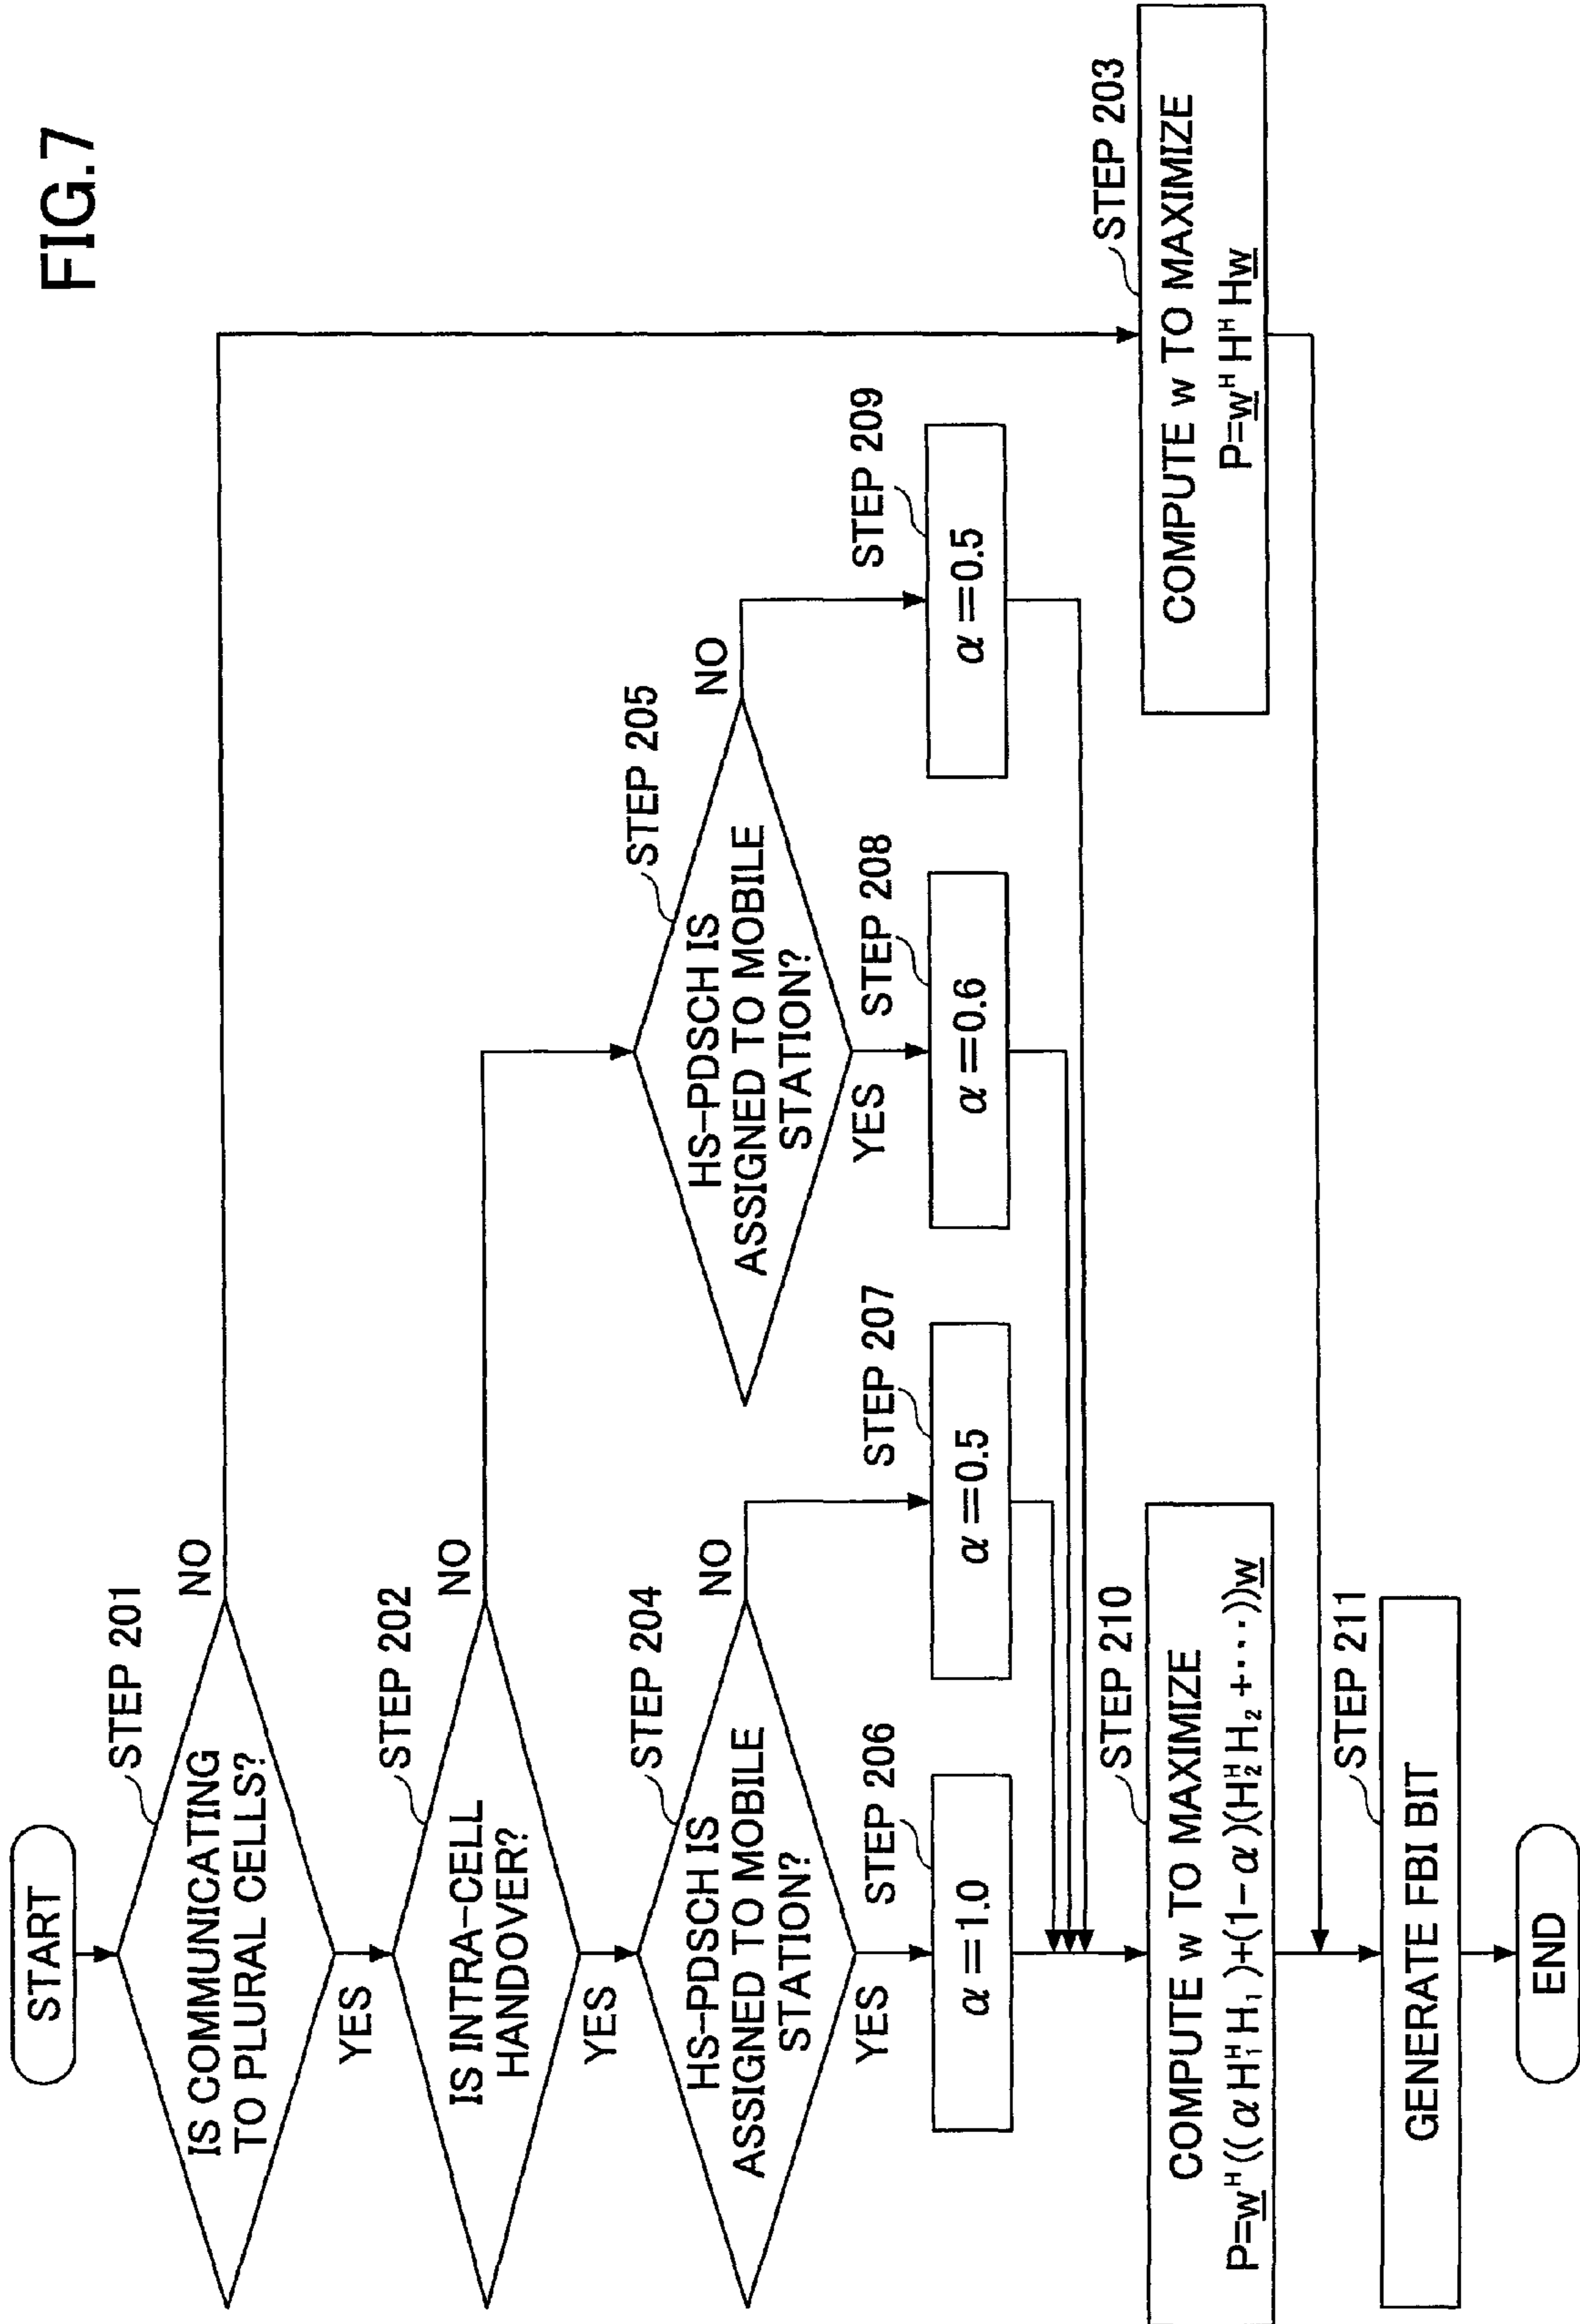 FIG.7
START
STEP 201
IS COMMUNICATING
TO PLURAL CELLS?
NO
YES
STEP 202
IS INTRA-CELL
HANDOVER?
NO
YES
STEP 204
HS-PDSCH IS
ASSIGNED TO MOBILE
STATION?
NO
YES
STEP 205
HS-PDSCH IS
ASSIGNED TO MOBILE
STATION?
NO
YES
STEP 206
α=1.0
STEP 207
α=0.5
STEP 208
α=0.6
STEP 209
α=0.5
STEP 210
COMPUTE w TO MAXIMIZE
P=w^H((αH₁^H H₁)+(1-α)(H₂^H H₂+···))w
STEP 203
COMPUTE w TO MAXIMIZE
P=w^H H^H Hw
STEP 211
GENERATE FBI BIT
END